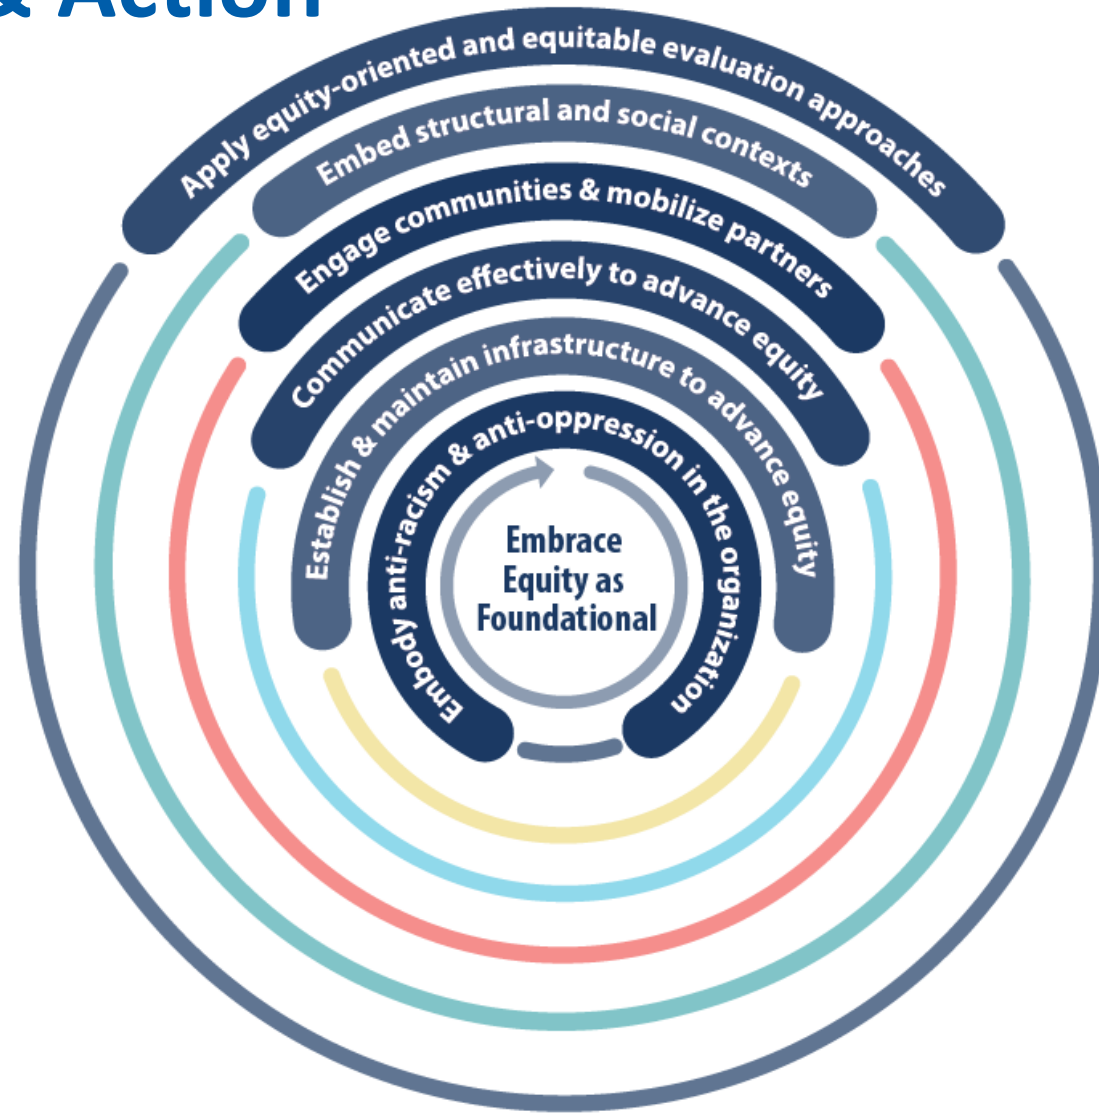 & Action
Apply equity-oriented and equitable evaluation approaches
Embed structural and social contexts
Engage communities & mobilize partners
Communicate effectively to advance equity
Establish & maintain infrastructure to advance equity
Embody anti-racism & anti-oppression in the organization
Embrace
Equity as
Foundational